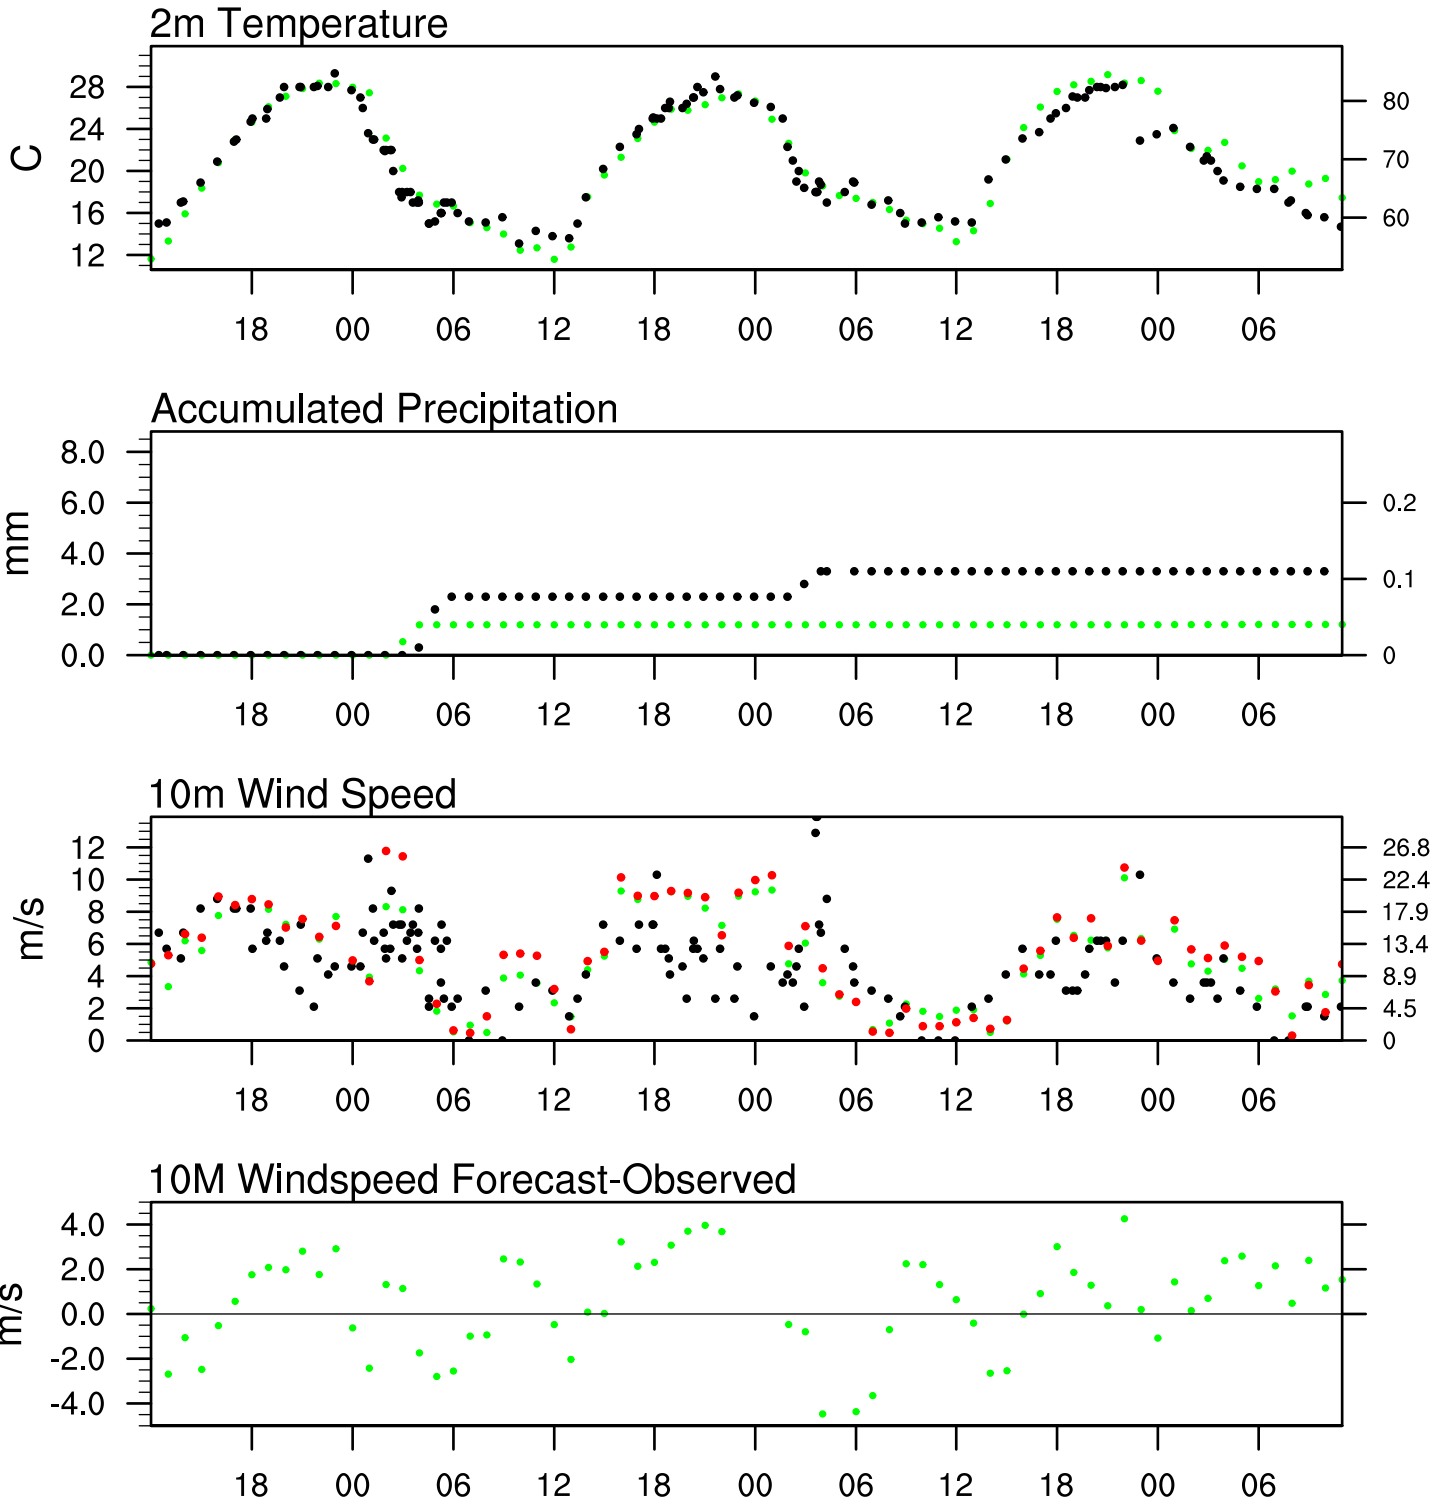 2m Temperature
28
24
20
16
12
C
80
70
60
18 00 06 12 18 00 06 12 18 00 06
Accumulated Precipitation
8.0
6.0
4.0
2.0
0.0
mm
0.2
0.1
0
18 00 06 12 18 00 06 12 18 00 06
10m Wind Speed
12
10
8
6
4
2
0
m/s
26.8
22.4
17.9
13.4
8.9
4.5
0
18 00 06 12 18 00 06 12 18 00 06
10M Windspeed Forecast-Observed
4.0
2.0
0.0
-2.0
-4.0
m/s
18 00 06 12 18 00 06 12 18 00 06